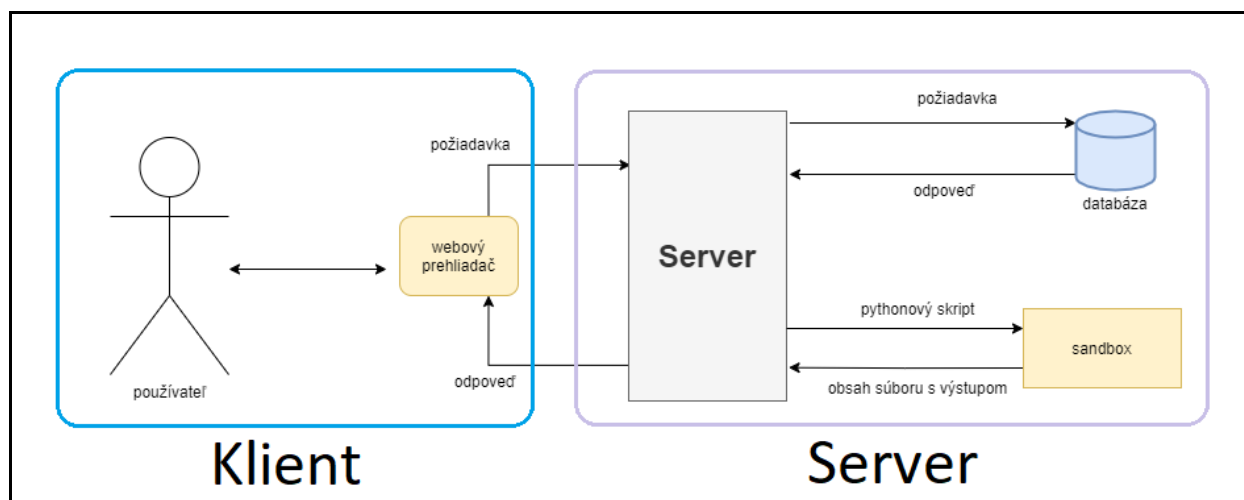 požiadavka
webový
prehliadač
odpoveď
používateľ
Klient
požiadavka
odpoveď
databáza
Server
pythonový skript
sandbox
obsah súboru s výstupom
Server